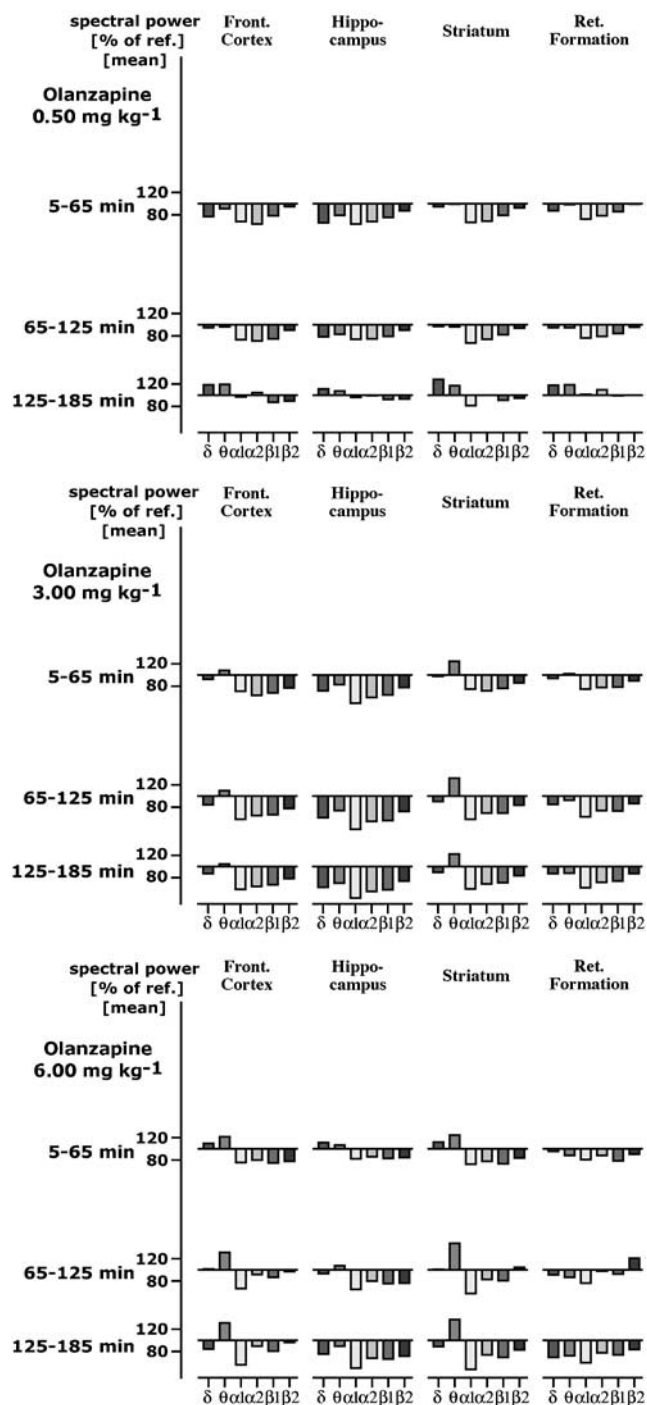 spectral power
[% of ref.]
[mean]
Front.
Cortex
Hippo-
campus
Striatum
Ret.
Formation
Olanzapine
0.50 mg kg-1
5-65 min
120
80
65-125 min
120
80
125-185 min
120
80
δ θ α1 α2 β1 β2 δ θ α1 α2 β1 β2 δ θ α1 α2 β1 β2 δ θ α1 α2 β1 β2
spectral power
[% of ref.]
[mean]
Front.
Cortex
Hippo-
campus
Striatum
Ret.
Formation
Olanzapine
3.00 mg kg-1
5-65 min
120
80
65-125 min
120
80
125-185 min
120
80
δ θ α1 α2 β1 β2 δ θ α1 α2 β1 β2 δ θ α1 α2 β1 β2 δ θ α1 α2 β1 β2
spectral power
[% of ref.]
[mean]
Front.
Cortex
Hippo-
campus
Striatum
Ret.
Formation
Olanzapine
6.00 mg kg-1
5-65 min
120
80
65-125 min
120
80
125-185 min
120
80
δ θ α1 α2 β1 β2 δ θ α1 α2 β1 β2 δ θ α1 α2 β1 β2 δ θ α1 α2 β1 β2